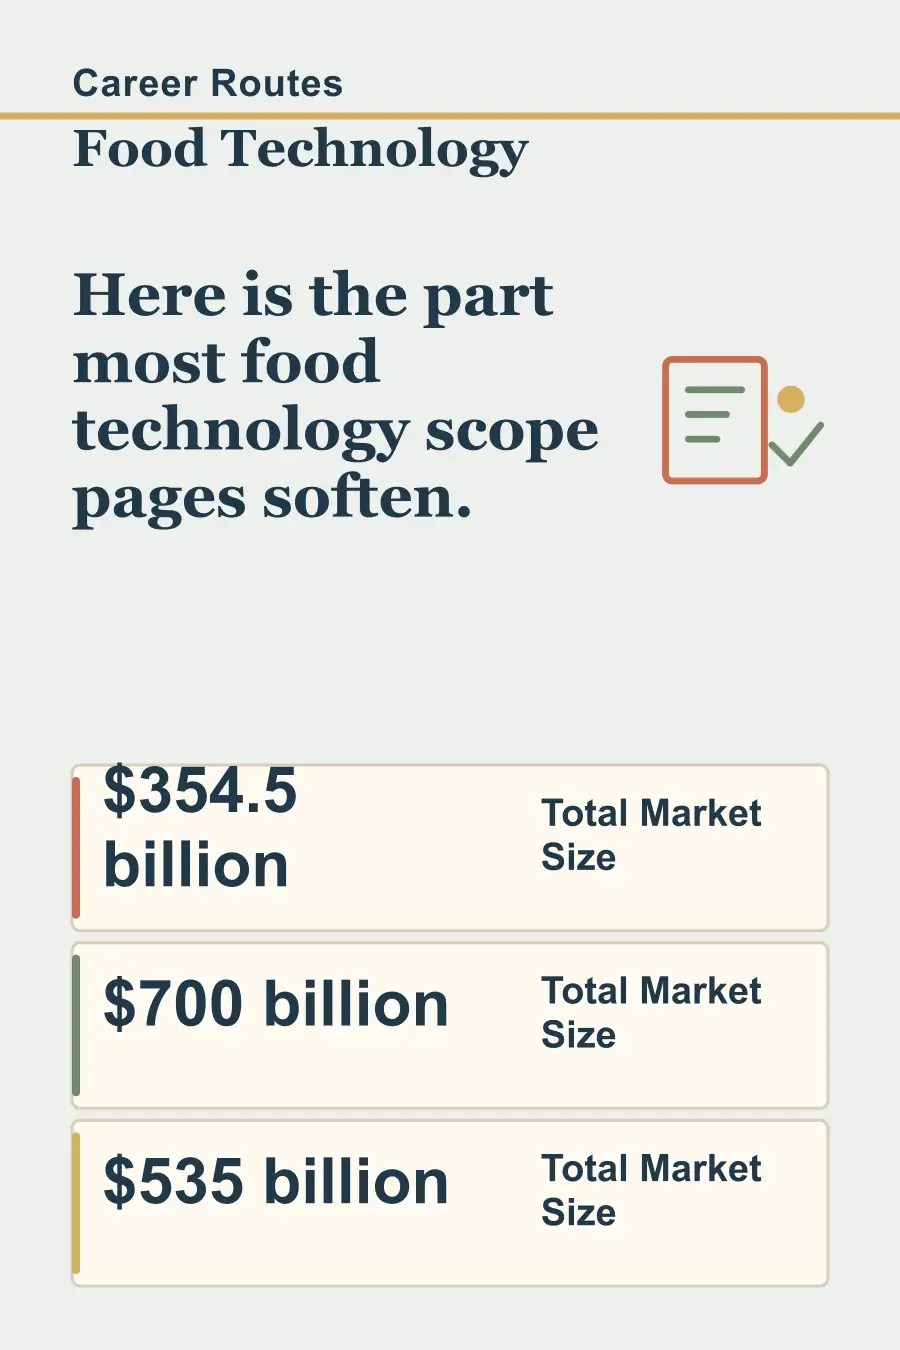 Career Routes
Food Technology
Here is the part
most food
technology scope
pages soften.
$354.5
billion
Total Market
Size
$700 billion
Total Market
Size
$535 billion
Total Market
Size